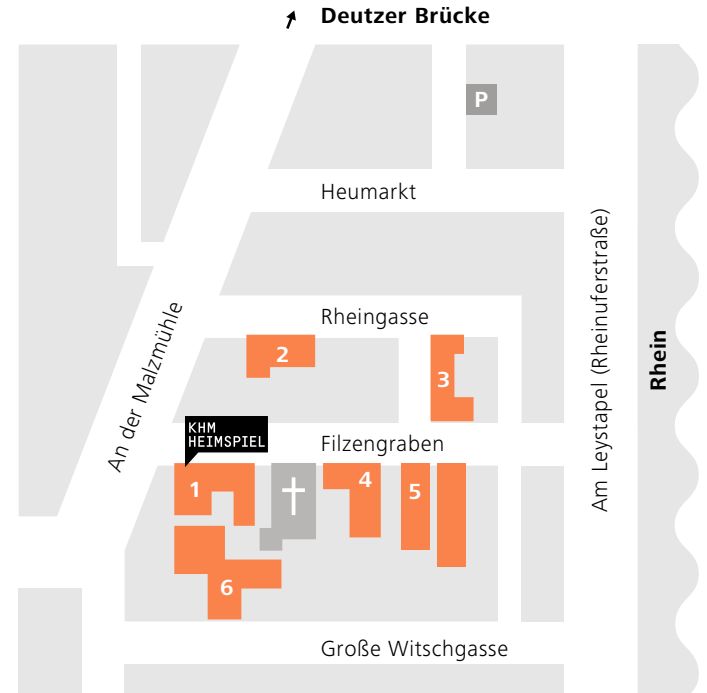 Deutzer Brücke
P
Heumarkt
Rheingasse
An der Malzmühle
Am Leystapel (Rheinuferstraße)
Rhein
2
3
KHM
HEIMSPIEL
Filzengraben
1
4
5
6
Große Witschgasse